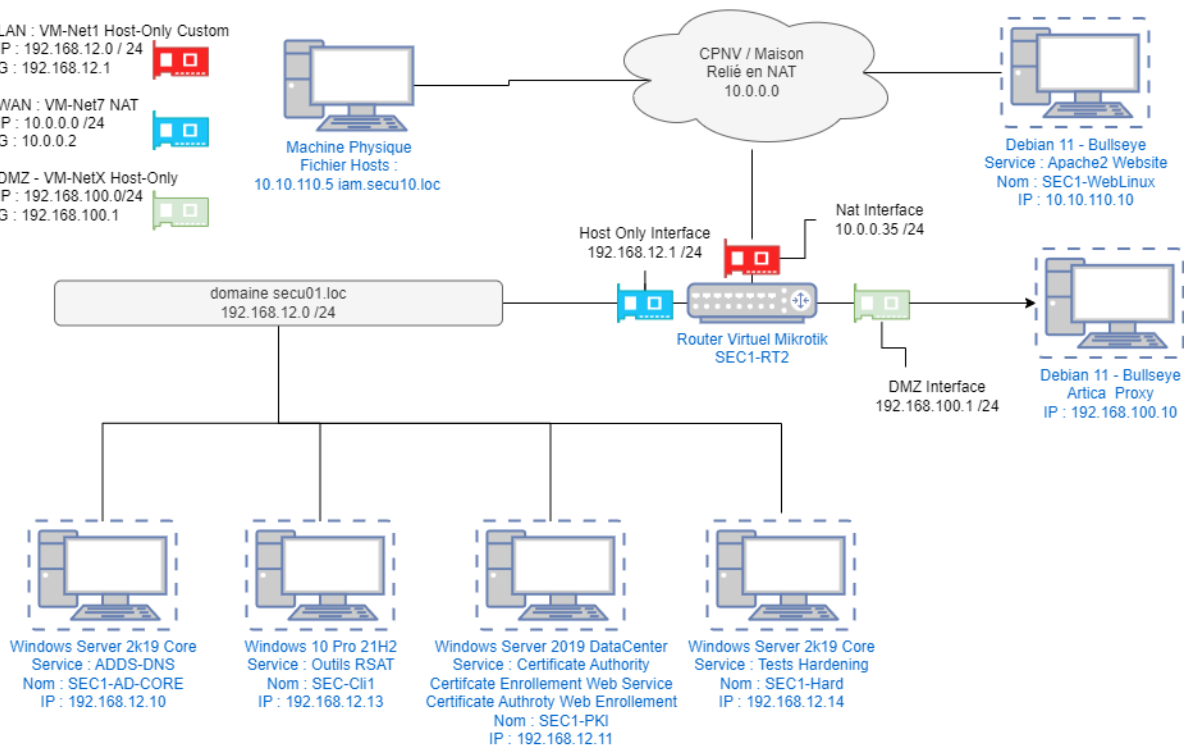 LAN : VM-Net1 Host-Only Custom
IP : 192.168.12.0 / 24
G : 192.168.12.1
WAN : VM-Net7 NAT
IP : 10.0.0.0 /24
G : 10.0.0.2
DMZ - VM-NetX Host-Only
IP : 192.168.100.0/24
G : 192.168.100.1
Machine Physique
Fichier Hosts :
10.10.110.5 iam.secu10.loc
CPNV / Maison
Relié en NAT
10.0.0.0
Debian 11 - Bullseye
Service : Apache2 Website
Nom : SEC1-WebLinux
IP : 10.10.110.10
Nat Interface
10.0.0.35 /24
Host Only Interface
192.168.12.1 /24
domaine secu01.loc
192.168.12.0 /24
Router Virtuel Mikrotik
SEC1-RT2
DMZ Interface
192.168.100.1 /24
Debian 11 - Bullseye
Artica Proxy
IP : 192.168.100.10
Windows Server 2k19 Core
Service : ADDS-DNS
Nom : SEC1-AD-CORE
IP : 192.168.12.10
Windows 10 Pro 21H2
Service : Outils RSAT
Nom : SEC-Cli1
IP : 192.168.12.13
Windows Server 2019 DataCenter
Service : Certificate Authority
Certifcate Enrollement Web Service
Certificate Authroty Web Enrollement
Nom : SEC1-PKI
IP : 192.168.12.11
Windows Server 2k19 Core
Service : Tests Hardening
Nom : SEC1-Hard
IP : 192.168.12.14